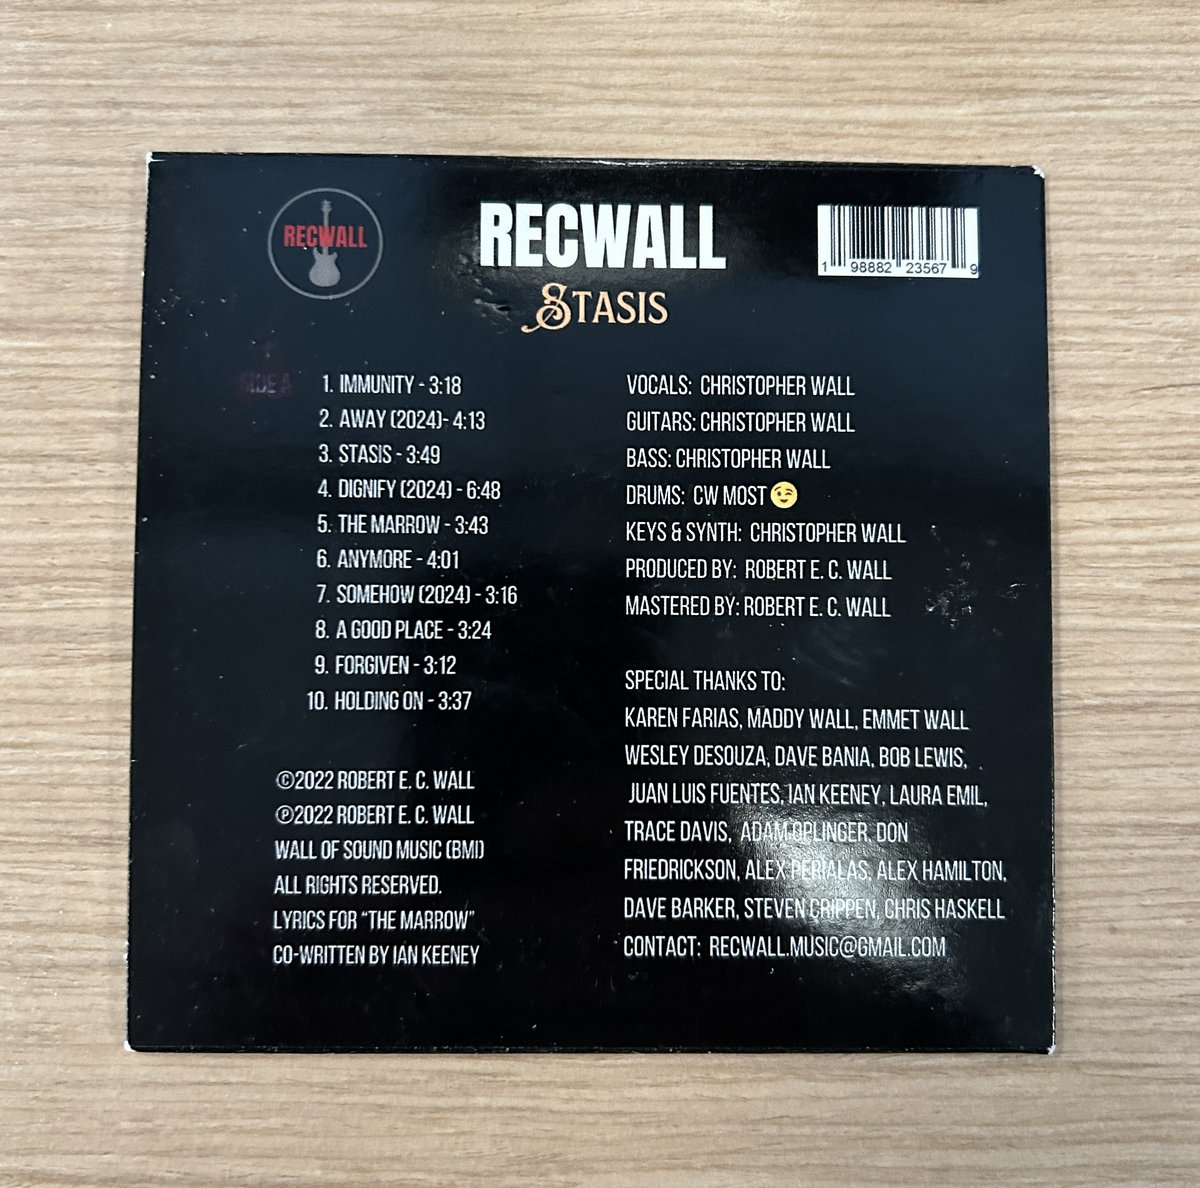 RECWALL
RECWALL
STASIS
1 98882 23567 9
SIDE A
1. IMMUNITY - 3:18
2. AWAY (2024)- 4:13
3. STASIS - 3:49
4. DIGNIFY (2024) - 6:48
5. THE MARROW - 3:43
6. ANYMORE - 4:01
7. SOMEHOW (2024) - 3:16
8. A GOOD PLACE - 3:24
9. FORGIVEN - 3:12
10. HOLDING ON - 3:37
©2022 ROBERT E. C. WALL
℗2022 ROBERT E. C. WALL
WALL OF SOUND MUSIC (BMI)
ALL RIGHTS RESERVED.
LYRICS FOR “THE MARROW”
CO-WRITTEN BY IAN KEENEY
VOCALS: CHRISTOPHER WALL
GUITARS: CHRISTOPHER WALL
BASS: CHRISTOPHER WALL
DRUMS: CW MOST 😉
KEYS & SYNTH: CHRISTOPHER WALL
PRODUCED BY: ROBERT E. C. WALL
MASTERED BY: ROBERT E. C. WALL
SPECIAL THANKS TO:
KAREN FARIAS, MADDY WALL, EMMET WALL
WESLEY DESOUZA, DAVE BANIA, BOB LEWIS,
JUAN LUIS FUENTES, IAN KEENEY, LAURA EMIL,
TRACE DAVIS, ADAM OPLINGER, DON
FRIEDRICKSON, ALEX PERIALAS, ALEX HAMILTON,
DAVE BARKER, STEVEN CRIPPEN, CHRIS HASKELL
CONTACT: RECWALL.MUSIC@GMAIL.COM